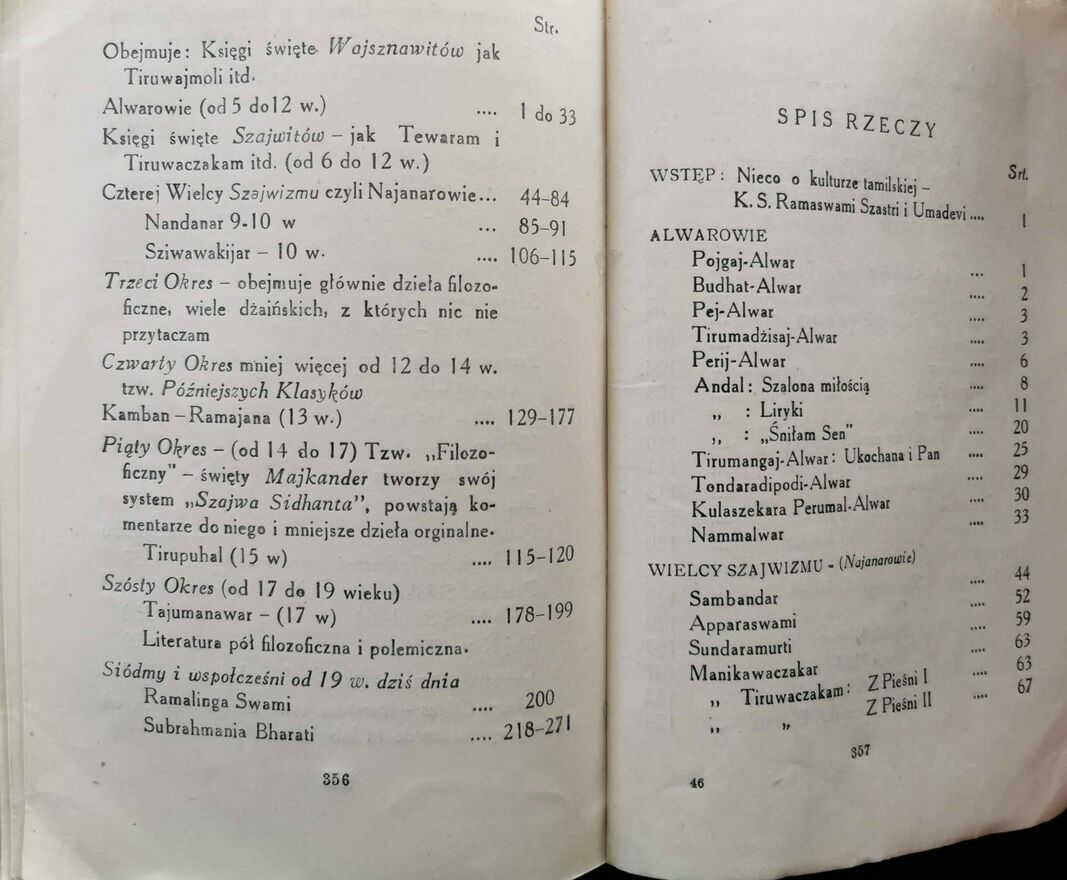 Str.
Obejmuje: Księgi święte Wajsznawitów jak
Tiruwajmoli itd.
Alwarowie (od 5 do12 w.) .... 1 do 33
Księgi święte Szajwitów – jak Tewaram i
Tiruwaczakam itd. (od 6 do 12 w.)
Czterej Wielcy Szajwizmu czyli Najanarowie... 44–84
Nandanar 9-10 w ... 85–91
Sziwawakijar – 10 w. .... 106–115
Trzeci Okres – obejmuje głównie dzieła filozo-
ficzne, wiele dżaińskich, z których nic nie
przytaczam
Czwarty Okres mniej więcej od 12 do 14 w.
tzw. Późniejszych Klasyków
Kamban – Ramajana (13 w.) .... 129–177
Piąty Okres – (od 14 do 17) Tzw. „Filozo-
ficzny” – święty Majkander tworzy swój
system „Szajwa Sidhanta”, powstają ko-
mentarze do niego i mniejsze dzieła orginalne.
Tirupuhal (15 w) .... 115–120
Szósty Okres (od 17 do 19 wieku)
Tajumanawar – (17 w) .... 178–199
Literatura pół filozoficzna i polemiczna.
Siódmy i wspołcześni od 19 w. dziś dnia
Ramalinga Swami .... 200
Subrahmania Bharati .... 218–271
356
SPIS RZECZY
Srt.
WSTĘP: Nieco o kulturze tamilskiej –
K. S. Ramaswami Szastri i Umadevi .... 1
ALWAROWIE
Pojgaj-Alwar ... 1
Budhat-Alwar .... 2
Pej-Alwar .... 3
Tirumadżisaj-Alwar .... 3
Perij-Alwar .... 6
Andal: Szalona miłością .... 8
„ : Liryki .... 11
„ : „Śniłam Sen” .... 20
Tirumangaj-Alwar: Ukochana i Pan .... 25
Tondaradipodi-Alwar .... 29
Kulaszekara Perumal-Alwar .... 30
Nammalwar .... 33
WIELCY SZAJWIZMU - (Najanarowie)
Sambandar .... 44
Apparaswami .... 52
Sundaramurti .... 59
Manikawaczakar .... 63
„ Tiruwaczakam: Z Pieśni I .... 63
„ „ Z Pieśni II .... 67
357
46